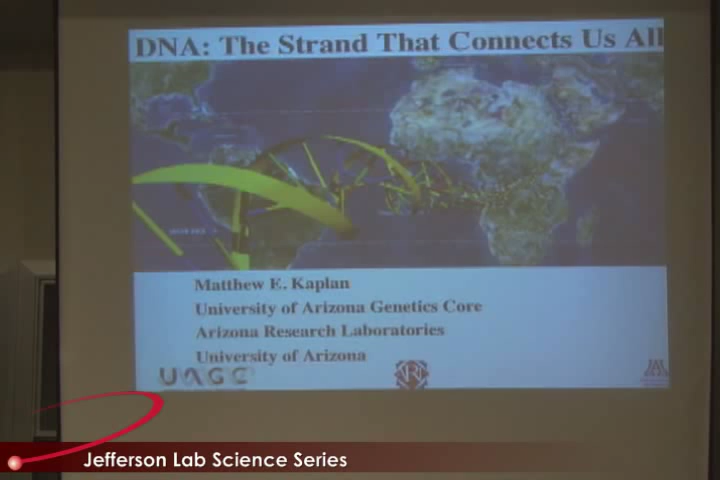 DNA: The Strand That Connects Us All
Matthew E. Kaplan
University of Arizona Genetics Core
Arizona Research Laboratories
University of Arizona
UAGC
Jefferson Lab Science Series